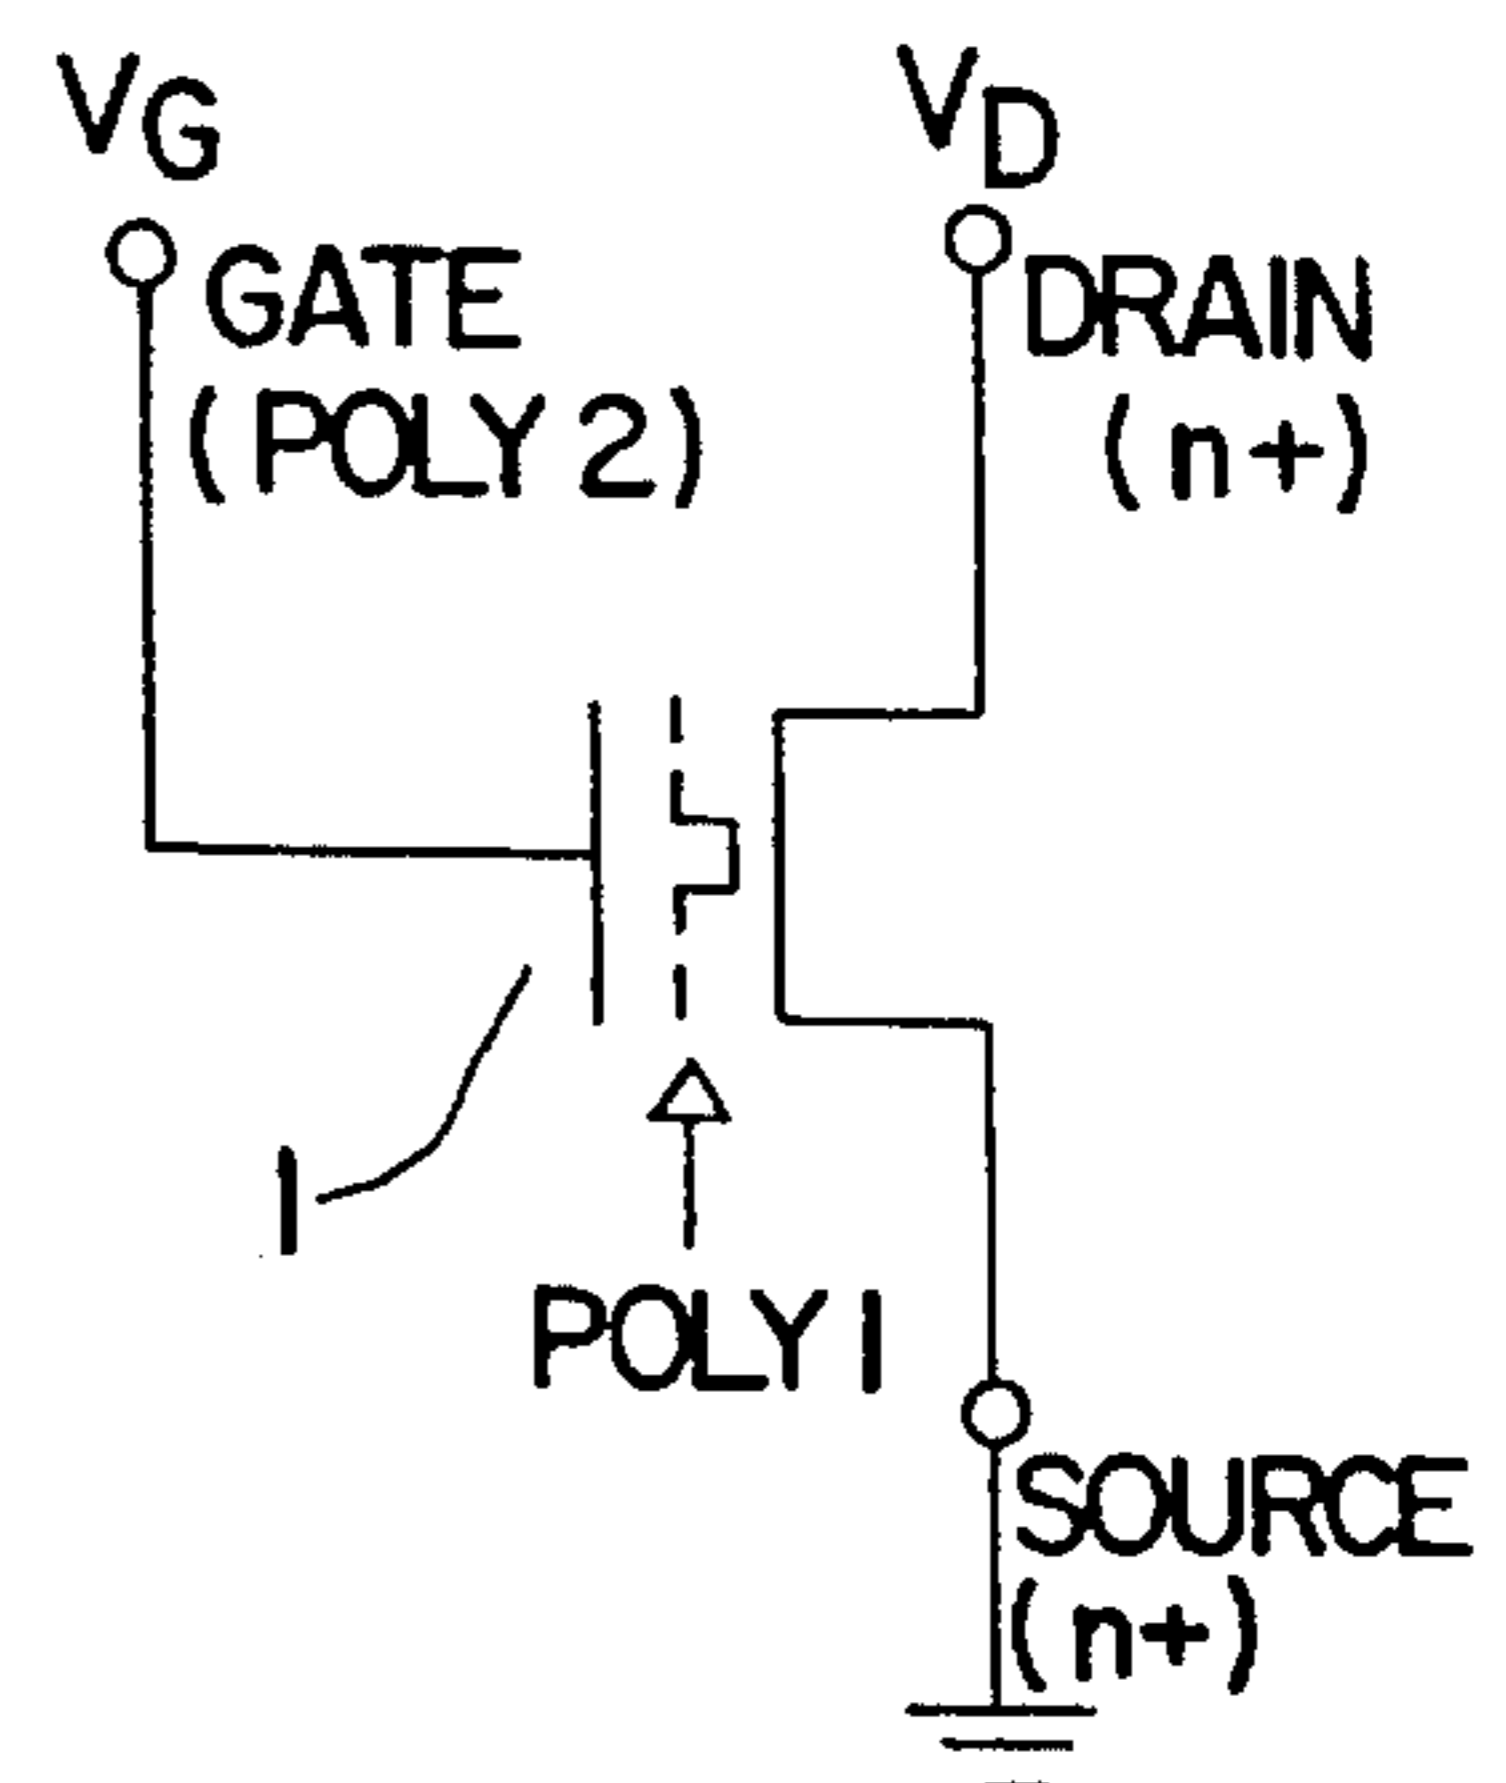 VG
VD
GATE
(POLY 2)
DRAIN
(n+)
1
POLY 1
SOURCE
(n+)